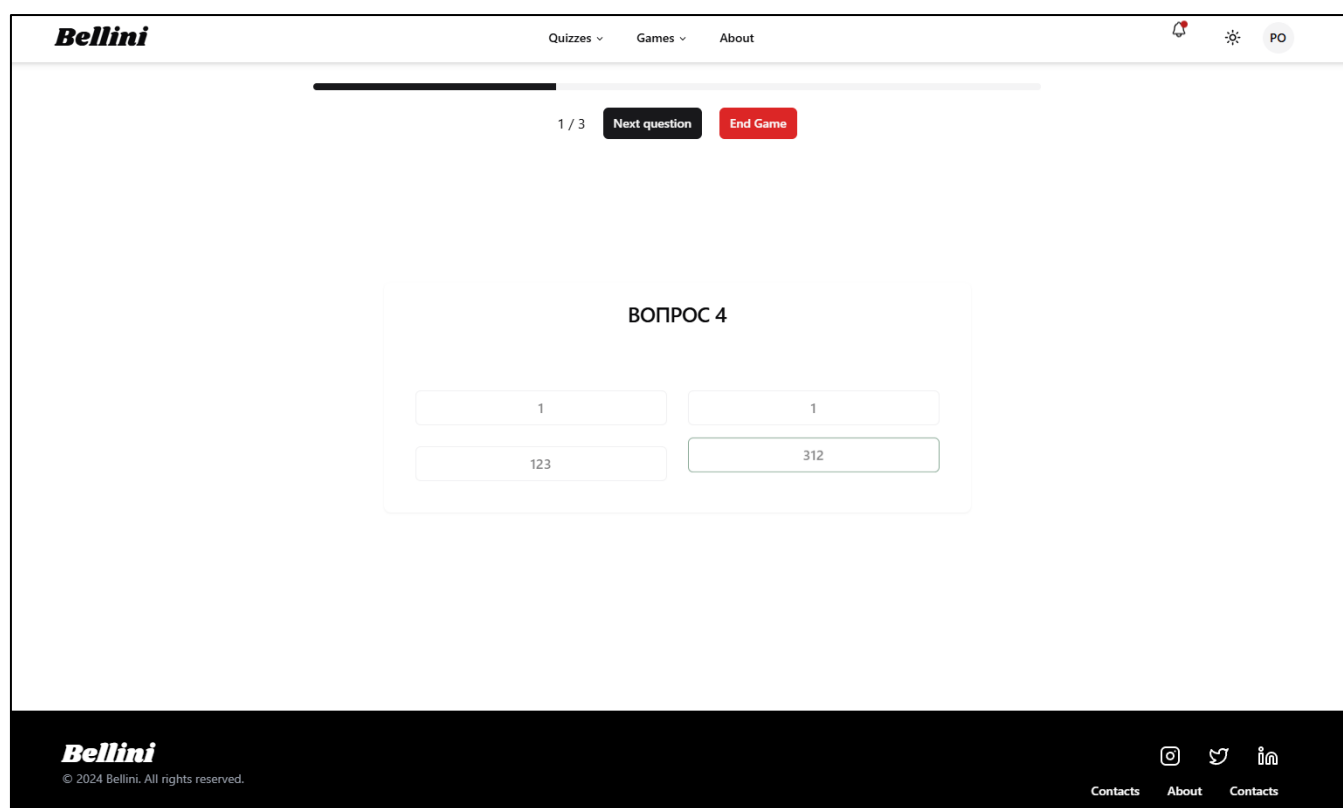 Bellini Quizzes Games About PO
1 / 3 Next question End Game
ВОПРОС 4
1 1
123 312
Bellini
© 2024 Bellini. All rights reserved.
Contacts About Contacts